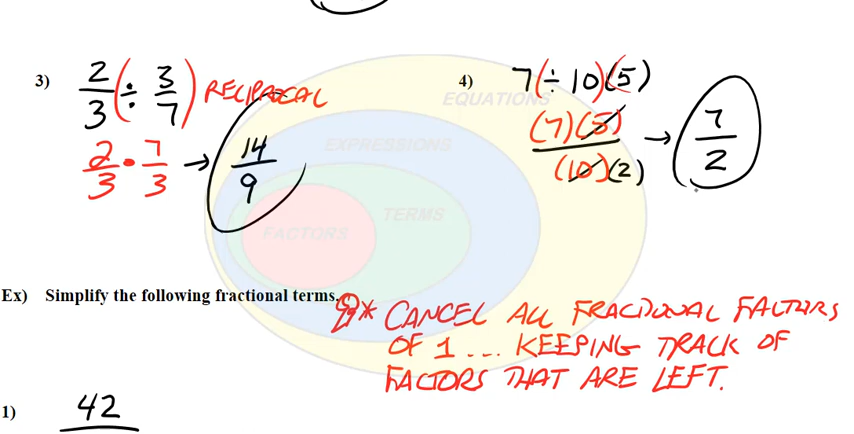 3) 2/3 (÷ 3/7) RECIPROCAL
2/3 • 7/3 → 14/9
4) 7(÷ 10)(5)
(7)(5)/(10)(2) → 7/2
EQUATIONS
EXPRESSIONS
TERMS
FACTORS
Ex) Simplify the following fractional terms.
* CANCEL ALL FRACTIONAL FACTORS
OF 1 ... KEEPING TRACK OF
FACTORS THAT ARE LEFT.
1) 42